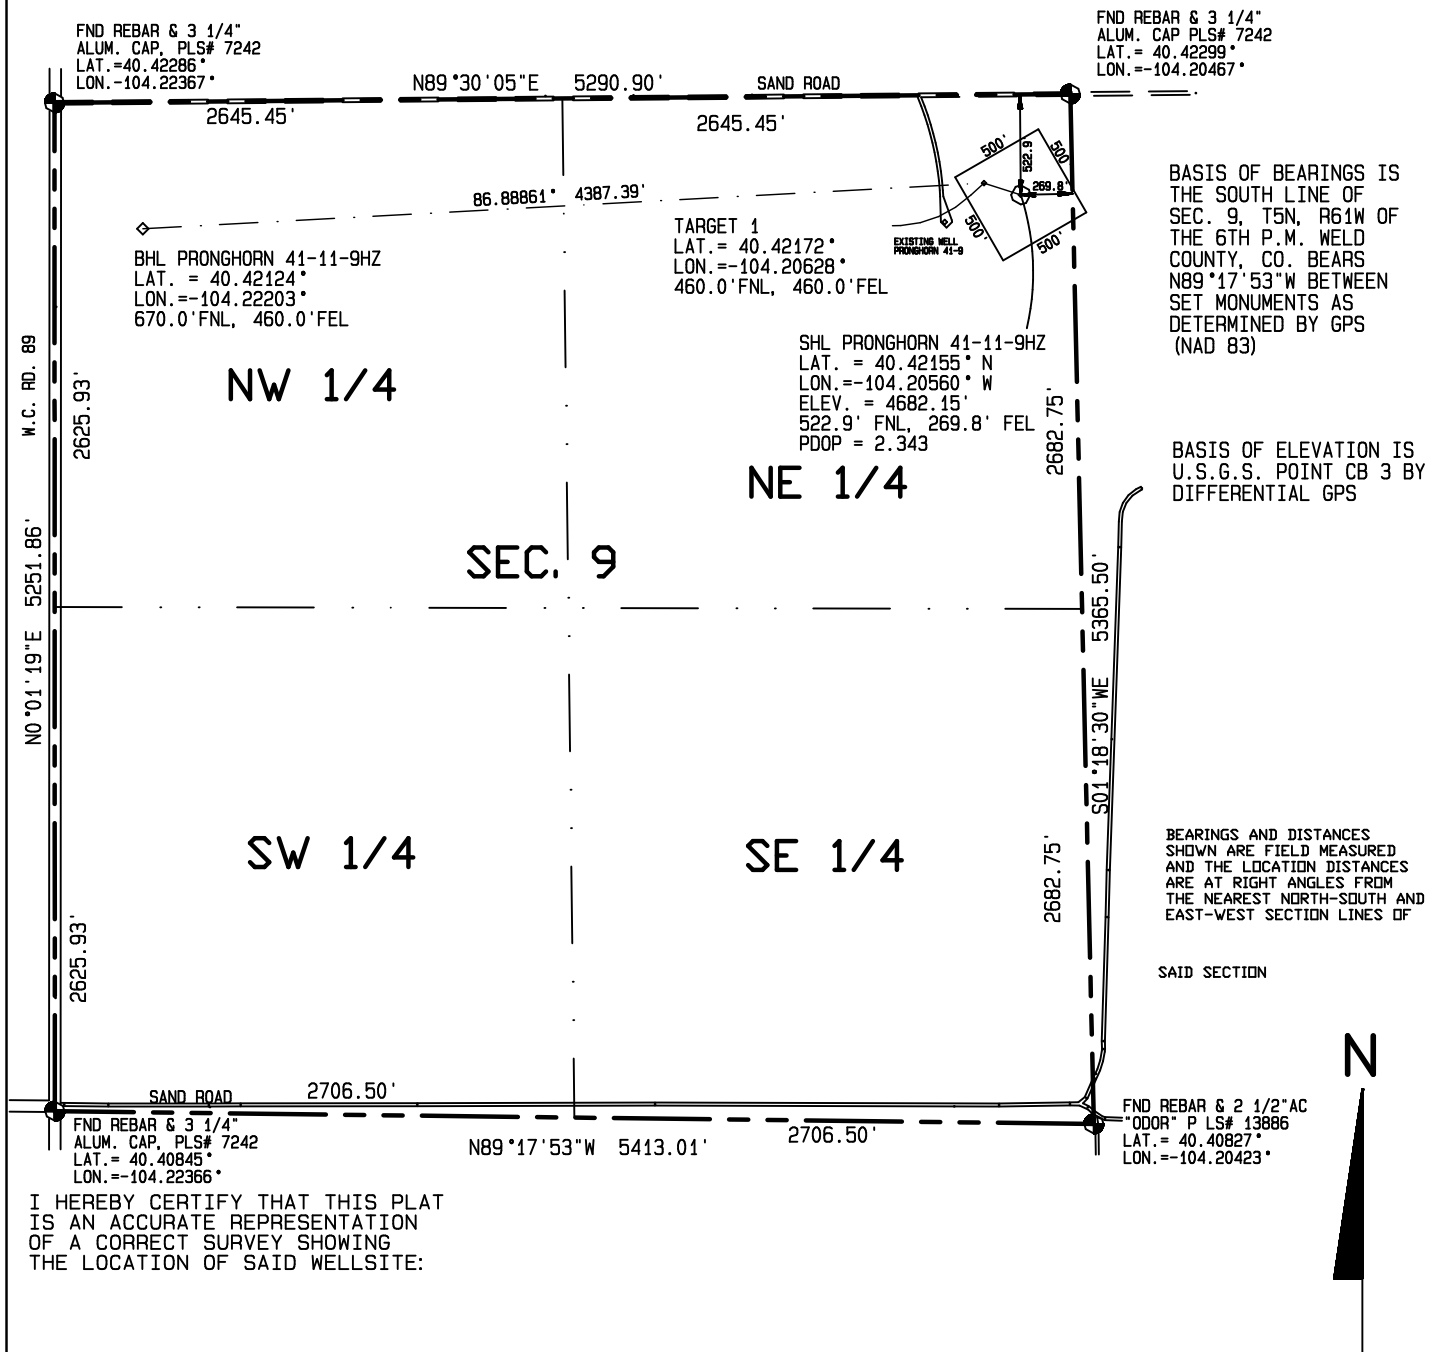 FND REBAR & 3 1/4"
ALUM. CAP, PLS# 7242
LAT.=40.42286°
LON.-104.22367°
N89°30'05"E 5290.90'
SAND ROAD
FND REBAR & 3 1/4"
ALUM. CAP PLS# 7242
LAT.= 40.42299°
LON.=-104.20467°
2645.45'
2645.45'
500'
500'
522.9'
269.8'
500'
500'
86.88861° 4387.39'
BHL PRONGHORN 41-11-9HZ
LAT. = 40.42124°
LON.=-104.22203°
670.0'FNL, 460.0'FEL
TARGET 1
LAT.= 40.42172°
LON.=-104.20628°
460.0'FNL, 460.0'FEL
EXISTING WELL
PRONGHORN 41-9
BASIS OF BEARINGS IS
THE SOUTH LINE OF
SEC. 9, T5N, R61W OF
THE 6TH P.M. WELD
COUNTY, CO. BEARS
N89°17'53"W BETWEEN
SET MONUMENTS AS
DETERMINED BY GPS
(NAD 83)
SHL PRONGHORN 41-11-9HZ
LAT. = 40.42155° N
LON.=-104.20560° W
ELEV. = 4682.15'
522.9' FNL, 269.8' FEL
PDOP = 2.343
W.C. RD. 89
2625.93'
NW 1/4
NE 1/4
2682.75'
BASIS OF ELEVATION IS
U.S.G.S. POINT CB 3 BY
DIFFERENTIAL GPS
SEC. 9
N0°01'19"E 5251.86'
S01°18'30"WE 5365.50'
SW 1/4
SE 1/4
2625.93'
2682.75'
BEARINGS AND DISTANCES
SHOWN ARE FIELD MEASURED
AND THE LOCATION DISTANCES
ARE AT RIGHT ANGLES FROM
THE NEAREST NORTH-SOUTH AND
EAST-WEST SECTION LINES OF
SAID SECTION
N
SAND ROAD
2706.50'
FND REBAR & 3 1/4"
ALUM. CAP, PLS# 7242
LAT.= 40.40845°
LON.=-104.22366°
N89°17'53"W 5413.01'
2706.50'
FND REBAR & 2 1/2"AC
"ODOR" P LS# 13886
LAT.= 40.40827°
LON.=-104.20423°
I HEREBY CERTIFY THAT THIS PLAT
IS AN ACCURATE REPRESENTATION
OF A CORRECT SURVEY SHOWING
THE LOCATION OF SAID WELLSITE: